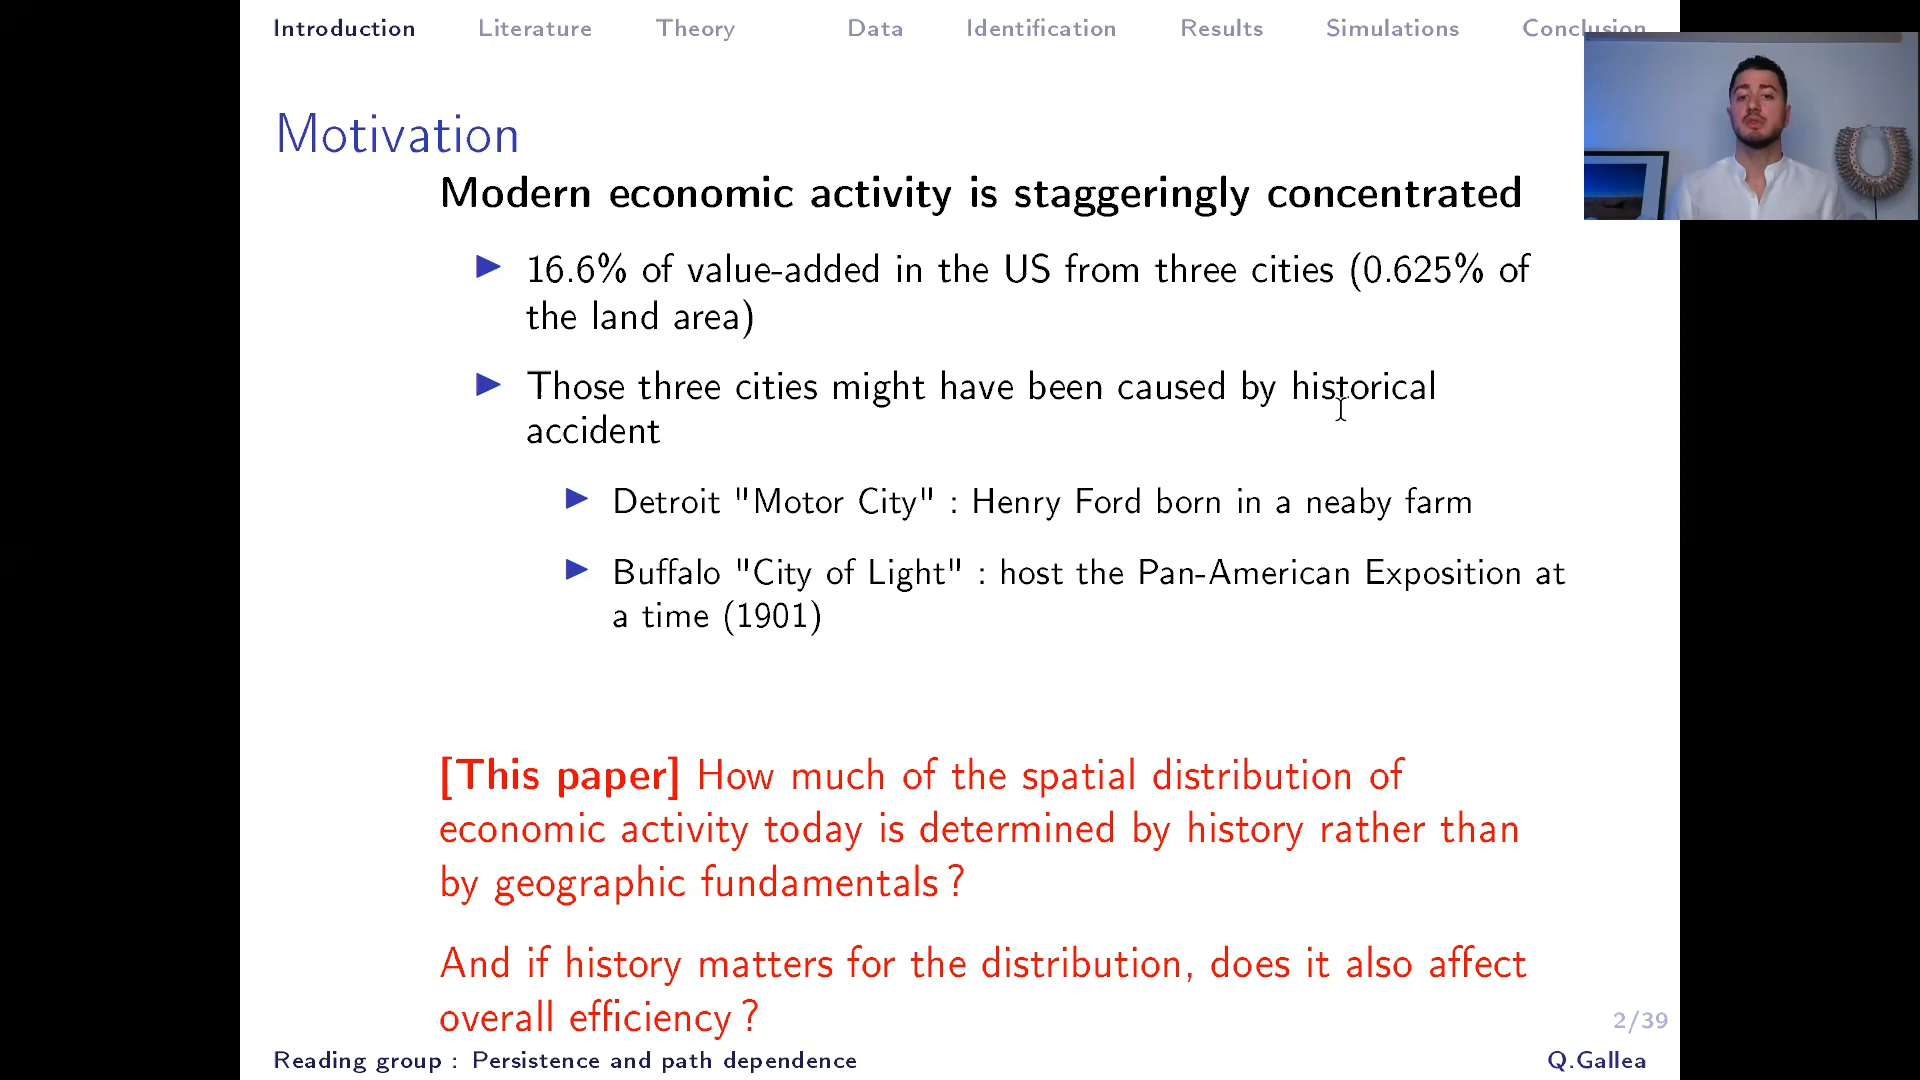 Introduction Literature Theory Data Identification Results Simulations Conclusion
Motivation
Modern economic activity is staggeringly concentrated
16.6% of value-added in the US from three cities (0.625% of
the land area)
Those three cities might have been caused by historical
accident
Detroit "Motor City" : Henry Ford born in a neaby farm
Buffalo "City of Light" : host the Pan-American Exposition at
a time (1901)
[This paper] How much of the spatial distribution of
economic activity today is determined by history rather than
by geographic fundamentals ?
And if history matters for the distribution, does it also affect
overall efficiency ?
2/39
Reading group : Persistence and path dependence Q.Gallea